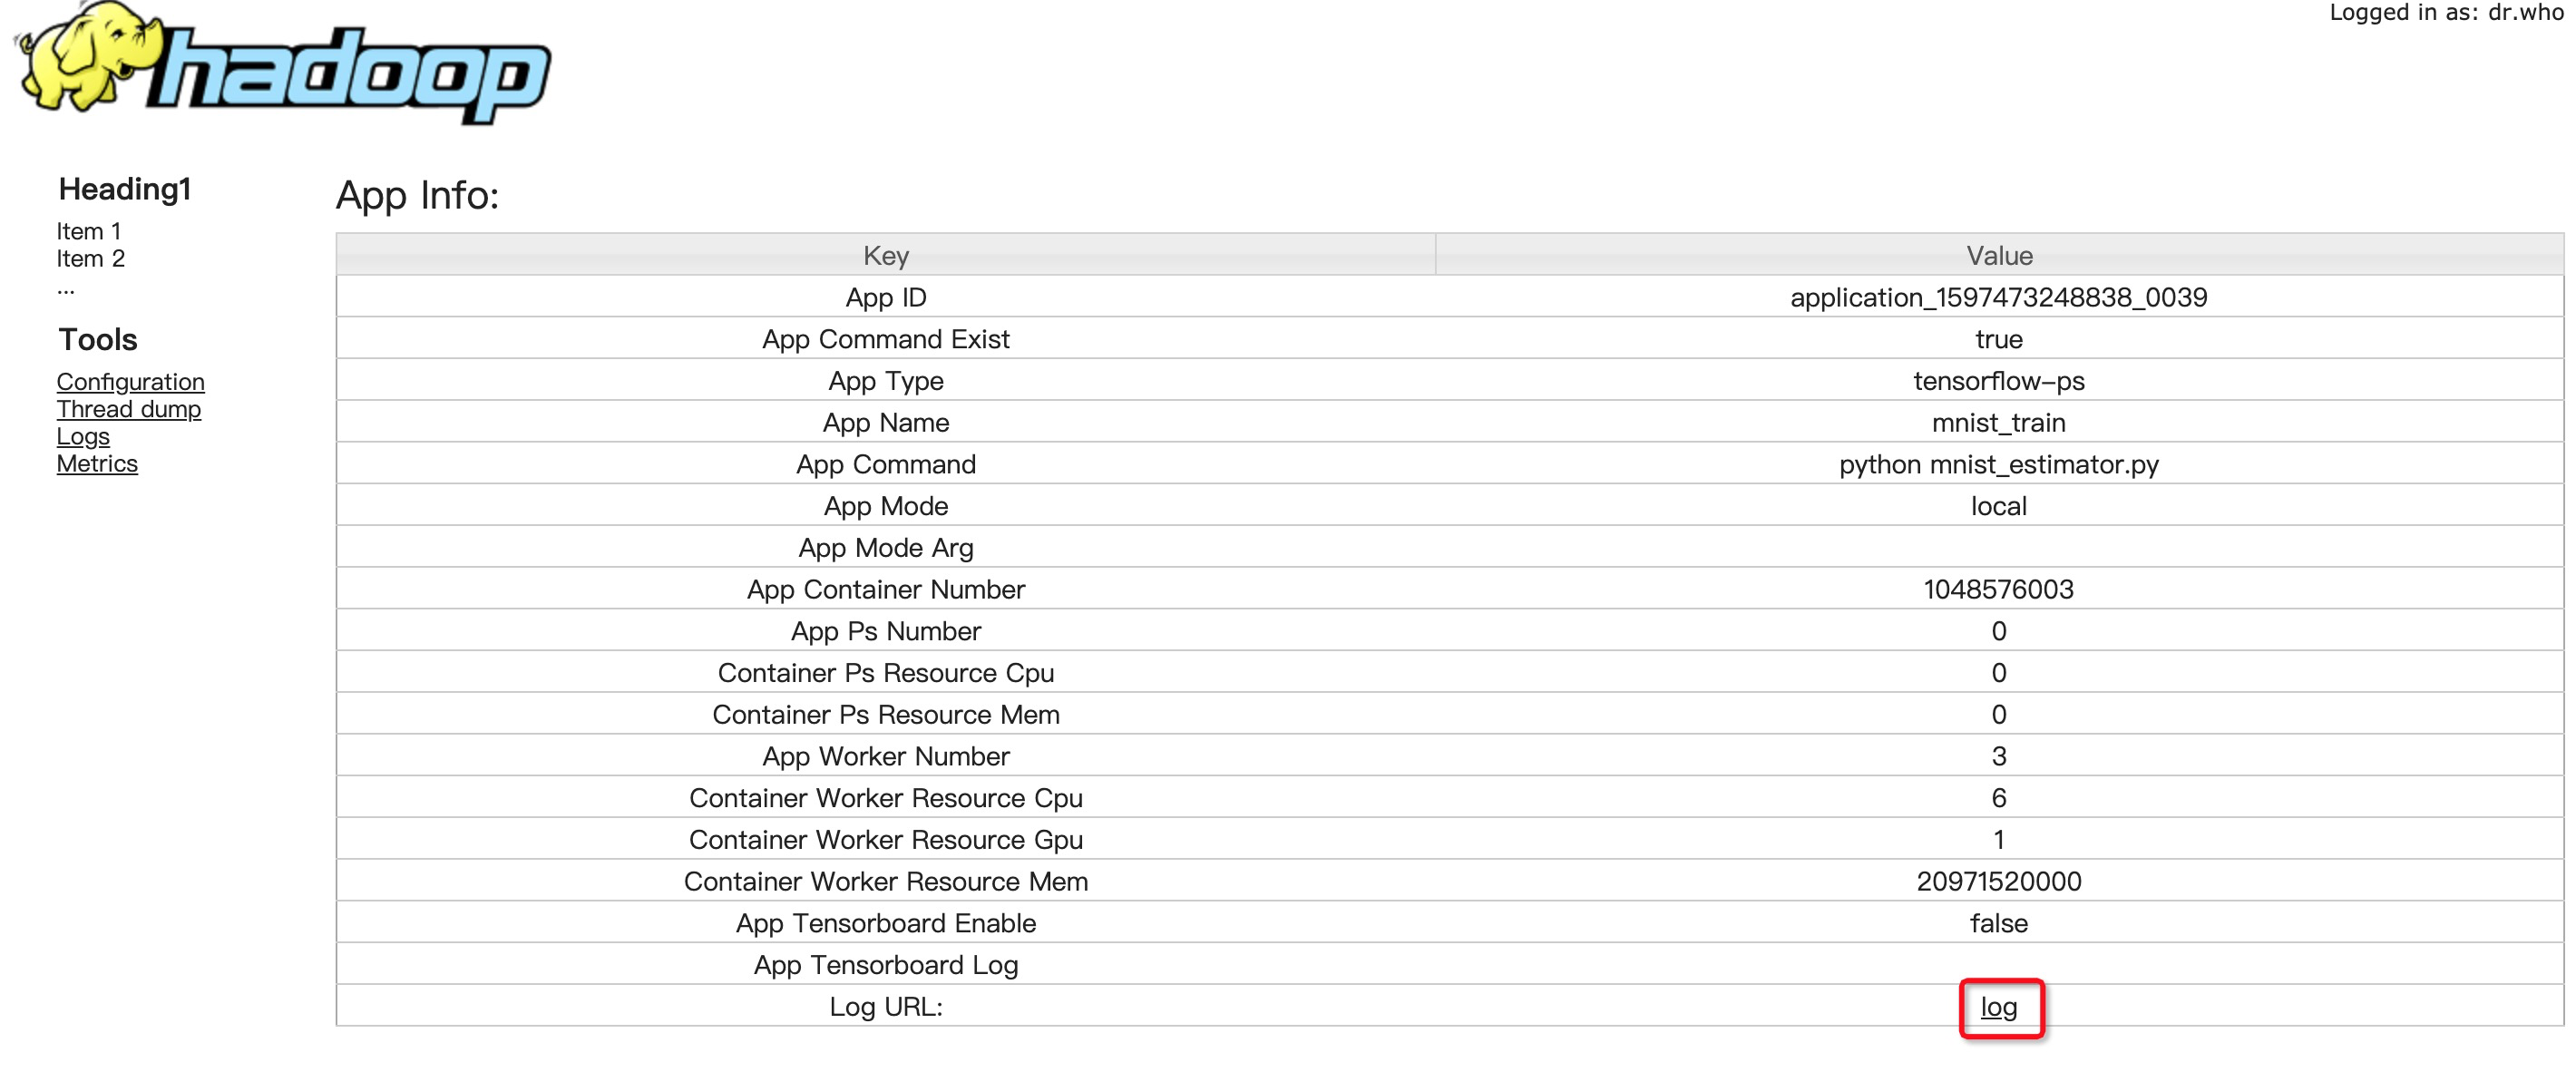 hadoop
Logged in as: dr.who
Heading1
Item 1
Item 2
...
Tools
Configuration
Thread dump
Logs
Metrics
App Info:
Key Value
App ID application_1597473248838_0039
App Command Exist true
App Type tensorflow-ps
App Name mnist_train
App Command python mnist_estimator.py
App Mode local
App Mode Arg
App Container Number 1048576003
App Ps Number 0
Container Ps Resource Cpu 0
Container Ps Resource Mem 0
App Worker Number 3
Container Worker Resource Cpu 6
Container Worker Resource Gpu 1
Container Worker Resource Mem 20971520000
App Tensorboard Enable false
App Tensorboard Log
Log URL: log